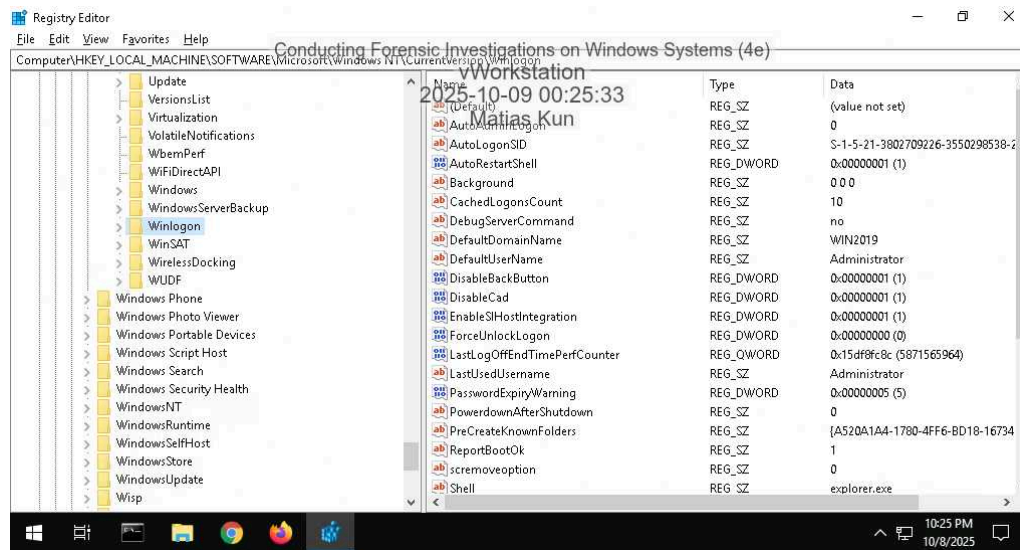 Registry Editor
File Edit View Favorites Help
Conducting Forensic Investigations on Windows Systems (4e)
Computer\HKEY_LOCAL_MACHINE\SOFTWARE\Microsoft\Windows NT\CurrentVersion\Winlogon
vWorkstation
2025-10-09 00:25:33
Matias Kun
Update
VersionsList
Virtualization
VolatileNotifications
WbemPerf
WiFiDirectAPI
Windows
WindowsServerBackup
Winlogon
WinSAT
WirelessDocking
WUDF
Windows Phone
Windows Photo Viewer
Windows Portable Devices
Windows Script Host
Windows Search
Windows Security Health
WindowsNT
WindowsRuntime
WindowsSelfHost
WindowsStore
WindowsUpdate
Wisp
Name Type Data
(Default) REG_SZ (value not set)
AutoAdminLogon REG_SZ 0
AutoLogonSID REG_SZ S-1-5-21-3802709226-3550298538-2
AutoRestartShell REG_DWORD 0x00000001 (1)
Background REG_SZ 0 0 0
CachedLogonsCount REG_SZ 10
DebugServerCommand REG_SZ no
DefaultDomainName REG_SZ WIN2019
DefaultUserName REG_SZ Administrator
DisableBackButton REG_DWORD 0x00000001 (1)
DisableCad REG_DWORD 0x00000001 (1)
EnableSIHostIntegration REG_DWORD 0x00000001 (1)
ForceUnlockLogon REG_DWORD 0x00000000 (0)
LastLogOffEndTimePerfCounter REG_QWORD 0x15df8fc8c (5871565964)
LastUsedUsername REG_SZ Administrator
PasswordExpiryWarning REG_DWORD 0x00000005 (5)
PowerdownAfterShutdown REG_SZ 0
PreCreateKnownFolders REG_SZ {A520A1A4-1780-4FF6-BD18-16734
ReportBootOk REG_SZ 1
scremoveoption REG_SZ 0
Shell REG_SZ explorer.exe
10:25 PM
10/8/2025